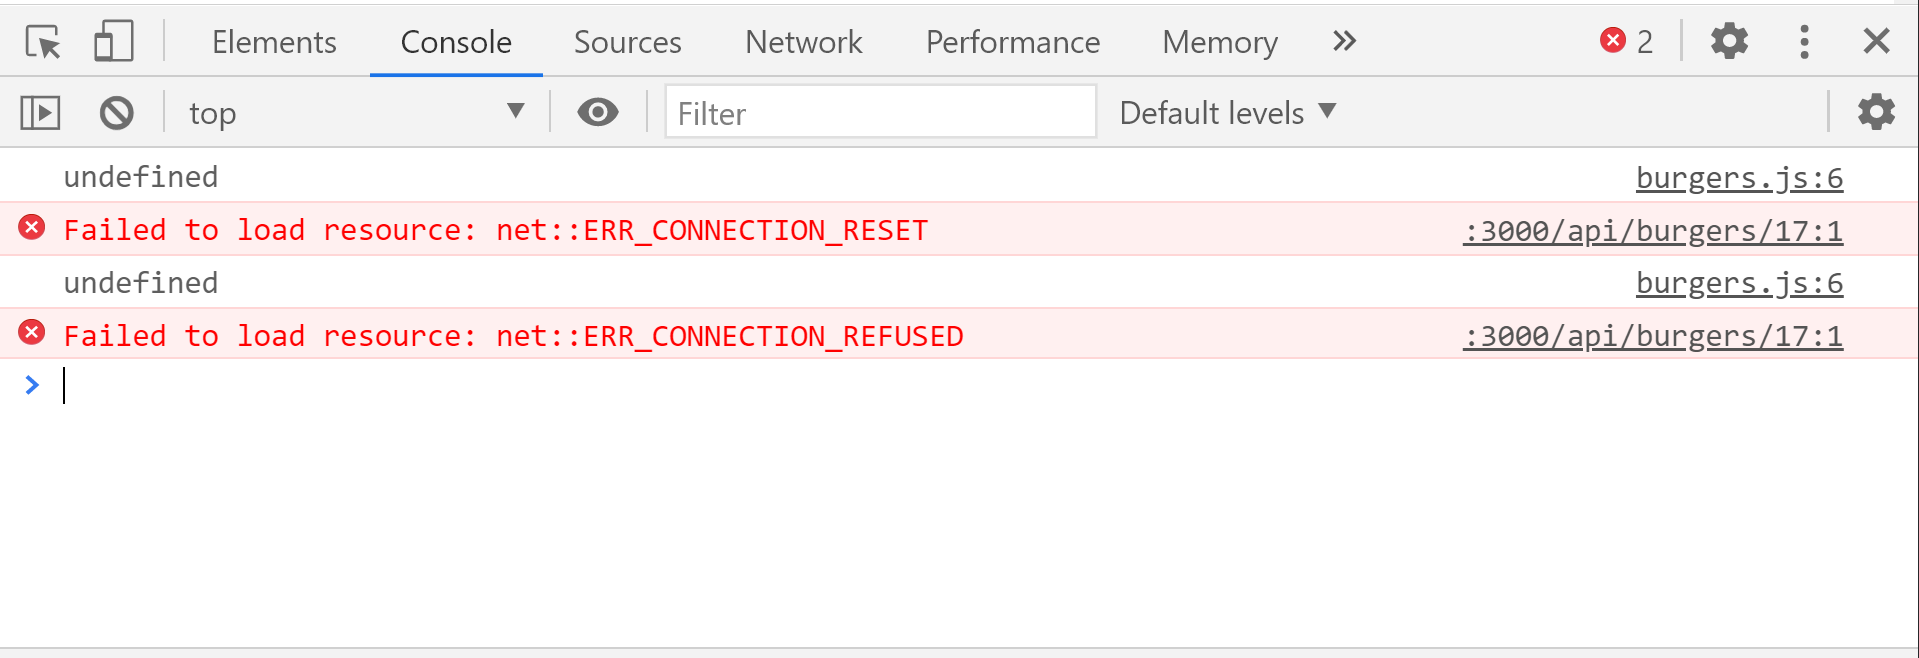 Elements Console Sources Network Performance Memory 2
top Filter Default levels
undefined burgers.js:6
Failed to load resource: net::ERR_CONNECTION_RESET :3000/api/burgers/17:1
undefined burgers.js:6
Failed to load resource: net::ERR_CONNECTION_REFUSED :3000/api/burgers/17:1